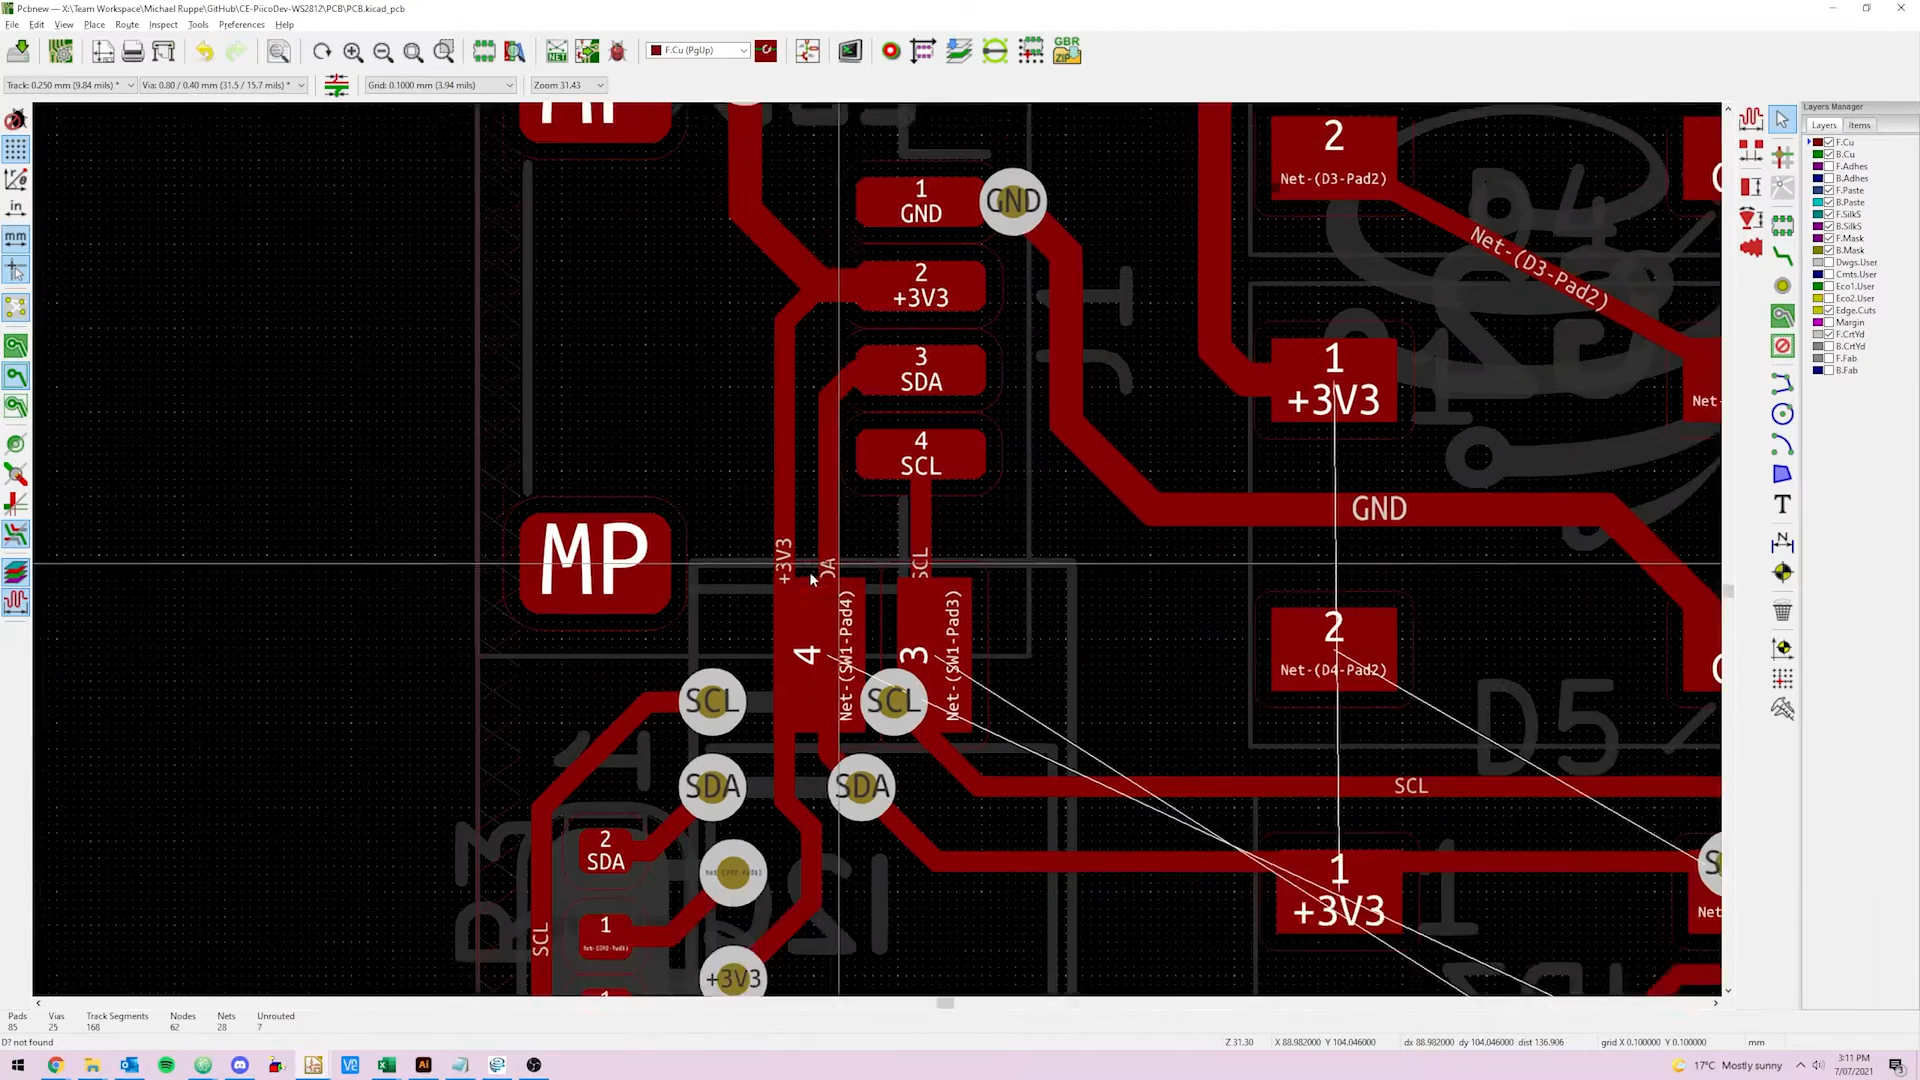 Pcbnew — X:\Team Workspace\Michael Ruppe\GitHub\CE-PiicoDev-WS2812\PCB\PCB.kicad_pcb
File Edit View Place Route Inspect Tools Preferences Help
F.Cu (PgUp)
GBR
ZIP
Track: 0.250 mm (9.84 mils) *
Via: 0.80 / 0.40 mm (31.5 / 15.7 mils) *
Grid: 0.1000 mm (3.94 mils)
Zoom 31.43
in
mm
MP
1
GND
GND
2
+3V3
3
SDA
4
SCL
2
Net-(D3-Pad2)
Net-(D3-Pad2)
1
+3V3
Net-
GND
MP
+3V3
DA
SCL
4
Net-(SW1-Pad4)
3
Net-(SW1-Pad3)
2
Net-(D4-Pad2)
D5
SCL
SCL
SDA
SDA
SCL
2
SDA
1
SCL
+3V3
1
+3V3
Net
R3
J1
D4
T
N
Layers Manager
Layers Items
F.Cu
B.Cu
F.Adhes
B.Adhes
F.Paste
B.Paste
F.SilkS
B.SilkS
F.Mask
B.Mask
Dwgs.User
Cmts.User
Eco1.User
Eco2.User
Edge.Cuts
Margin
F.CrtYd
B.CrtYd
F.Fab
B.Fab
Pads Vias Track Segments Nodes Nets Unrouted
85 25 168 62 28 7
D? not found
Z 31.30 X 88.982000 Y 104.046000 dx 88.982000 dy 104.046000 dist 136.906 grid X 0.100000 Y 0.100000 mm
17°C Mostly sunny
3:11 PM
7/07/2021